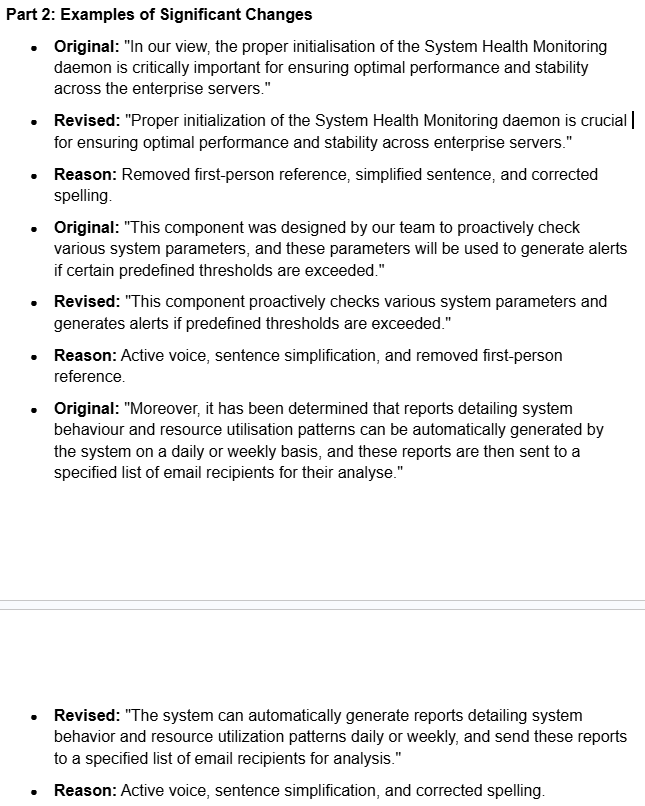 Part 2: Examples of Significant Changes
• Original: "In our view, the proper initialisation of the System Health Monitoring
daemon is critically important for ensuring optimal performance and stability
across the enterprise servers."
• Revised: "Proper initialization of the System Health Monitoring daemon is crucial
for ensuring optimal performance and stability across enterprise servers."
• Reason: Removed first-person reference, simplified sentence, and corrected
spelling.
• Original: "This component was designed by our team to proactively check
various system parameters, and these parameters will be used to generate alerts
if certain predefined thresholds are exceeded."
• Revised: "This component proactively checks various system parameters and
generates alerts if predefined thresholds are exceeded."
• Reason: Active voice, sentence simplification, and removed first-person
reference.
• Original: "Moreover, it has been determined that reports detailing system
behaviour and resource utilisation patterns can be automatically generated by
the system on a daily or weekly basis, and these reports are then sent to a
specified list of email recipients for their analyse."
• Revised: "The system can automatically generate reports detailing system
behavior and resource utilization patterns daily or weekly, and send these reports
to a specified list of email recipients for analysis."
• Reason: Active voice, sentence simplification, and corrected spelling.